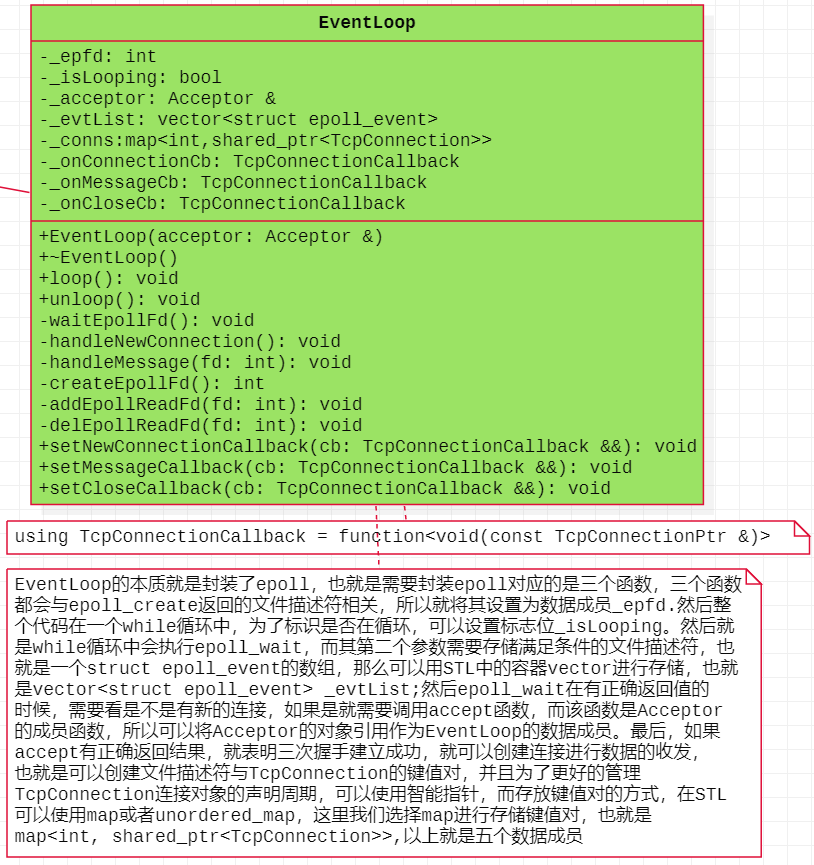 EventLoop
-_epfd: int
-_isLooping: bool
-_acceptor: Acceptor &
-_evtList: vector<struct epoll_event>
-_conns:map<int,shared_ptr<TcpConnection>>
-_onConnectionCb: TcpConnectionCallback
-_onMessageCb: TcpConnectionCallback
-_onCloseCb: TcpConnectionCallback
+EventLoop(acceptor: Acceptor &)
+~EventLoop()
+loop(): void
+unloop(): void
-waitEpollFd(): void
-handleNewConnection(): void
-handleMessage(fd: int): void
-createEpollFd(): int
-addEpollReadFd(fd: int): void
-delEpollReadFd(fd: int): void
+setNewConnectionCallback(cb: TcpConnectionCallback &&): void
+setMessageCallback(cb: TcpConnectionCallback &&): void
+setCloseCallback(cb: TcpConnectionCallback &&): void
using TcpConnectionCallback = function<void(const TcpConnectionPtr &)>
EventLoop的本质就是封装了epoll，也就是需要封装epoll对应的是三个函数，三个函数
都会与epoll_create返回的文件描述符相关，所以就将其设置为数据成员_epfd.然后整
个代码在一个while循环中，为了标识是否在循环，可以设置标志位_isLooping。然后就
是while循环中会执行epoll_wait，而其第二个参数需要存储满足条件的文件描述符，也
就是一个struct epoll_event的数组，那么可以用STL中的容器vector进行存储，也就
是vector<struct epoll_event> _evtList;然后epoll_wait在有正确返回值的
时候，需要看是不是有新的连接，如果是就需要调用accept函数，而该函数是Acceptor
的成员函数，所以可以将Acceptor的对象引用作为EventLoop的数据成员。最后，如果
accept有正确返回结果，就表明三次握手建立成功，就可以创建连接进行数据的收发，
也就是可以创建文件描述符与TcpConnection的键值对，并且为了更好的管理
TcpConnection连接对象的声明周期，可以使用智能指针，而存放键值对的方式，在STL
可以使用map或者unordered_map，这里我们选择map进行存储键值对，也就是
map<int, shared_ptr<TcpConnection>>,以上就是五个数据成员